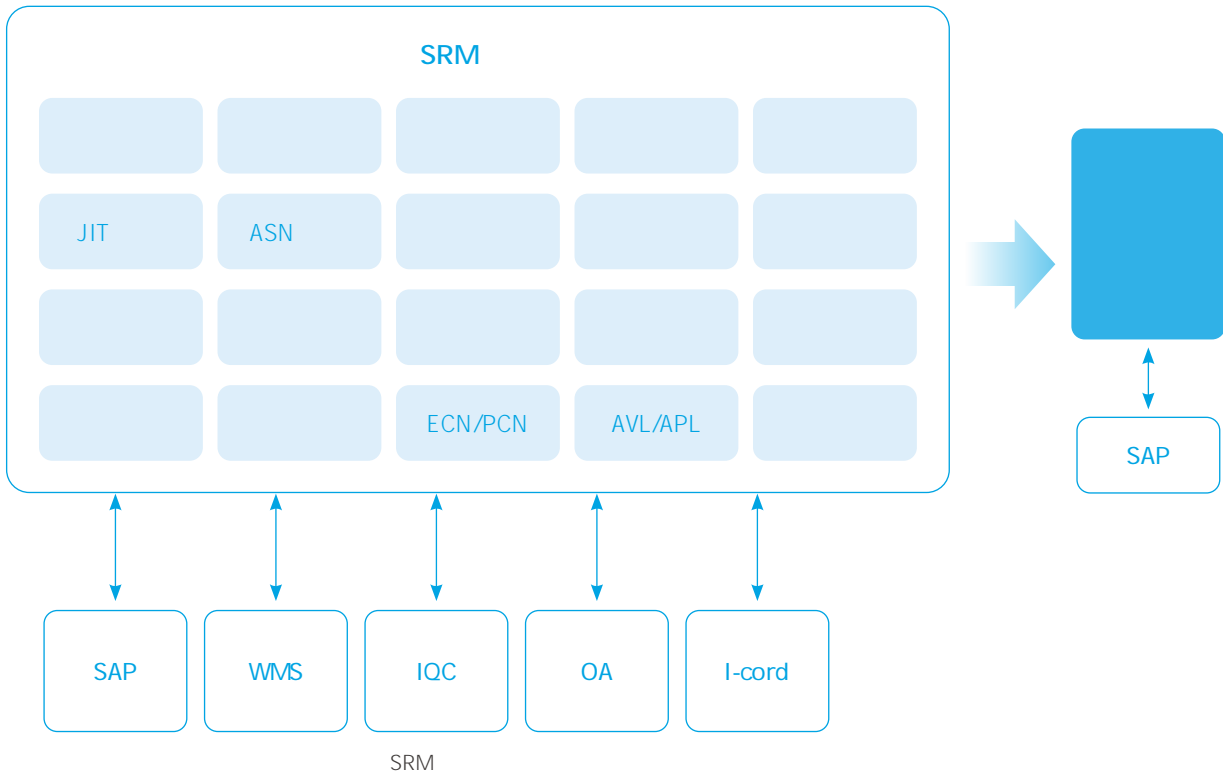 SRM
JIT
ASN
ECN/PCN
AVL/APL
SAP
SAP
WMS
IQC
OA
I-cord
SRM